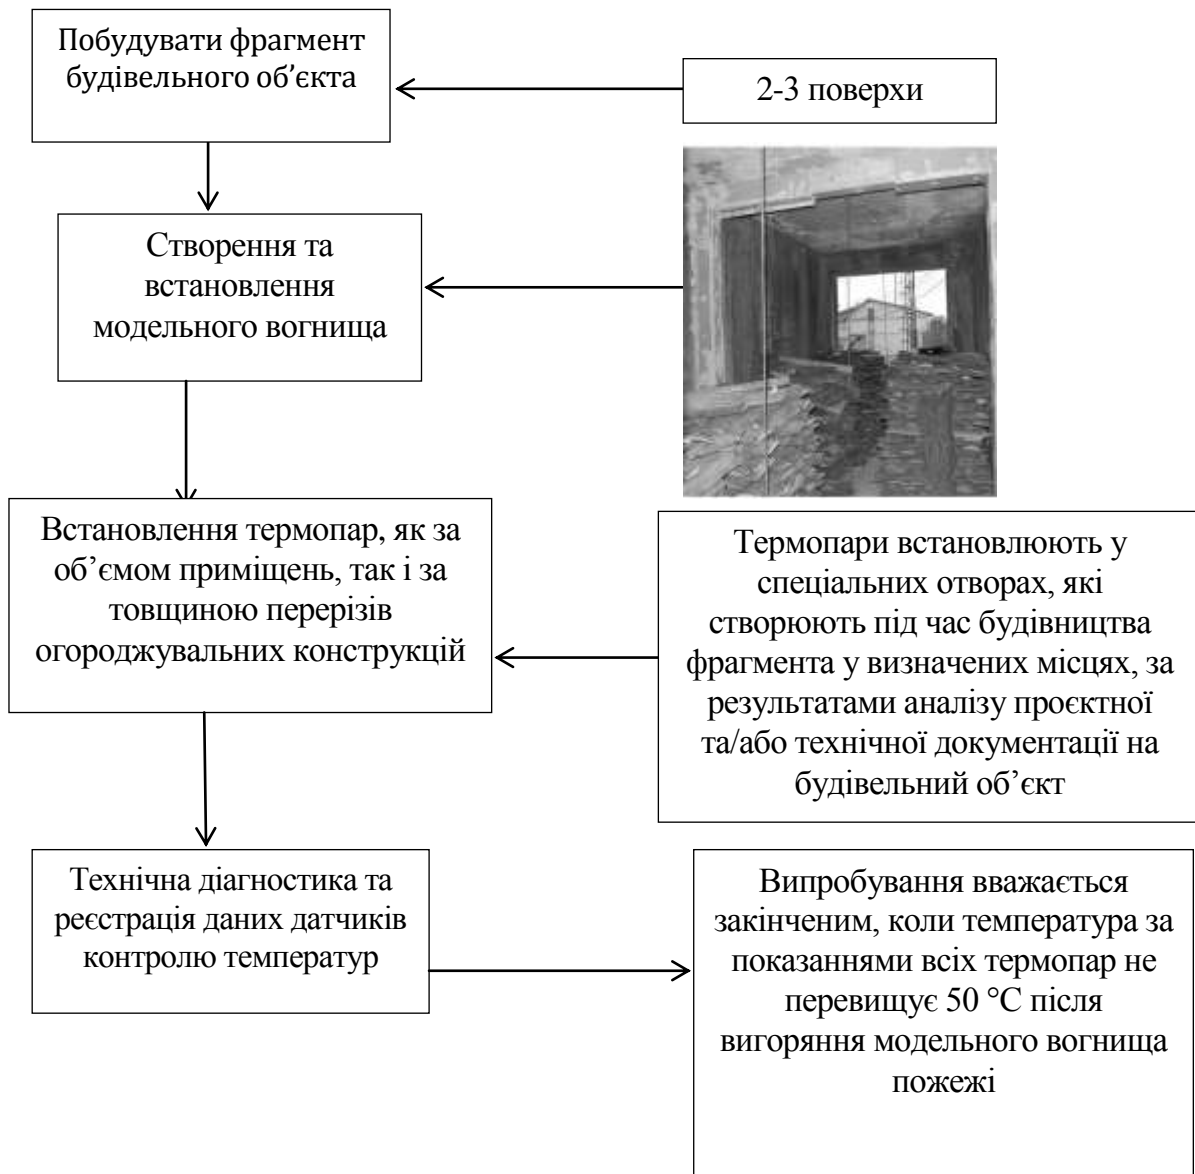 Побудувати фрагмент
будівельного об’єкта
2-3 поверхи
Створення та
встановлення
модельного вогнища
Встановлення термопар, як за
об’ємом приміщень, так і за
товщиною перерізів
огороджувальних конструкцій
Термопари встановлюють у
спеціальних отворах, які
створюють під час будівництва
фрагмента у визначених місцях, за
результатами аналізу проєктної
та/або технічної документації на
будівельний об’єкт
Технічна діагностика та
реєстрація даних датчиків
контролю температур
Випробування вважається
закінченим, коли температура за
показаннями всіх термопар не
перевищує 50 °С після
вигоряння модельного вогнища
пожежі